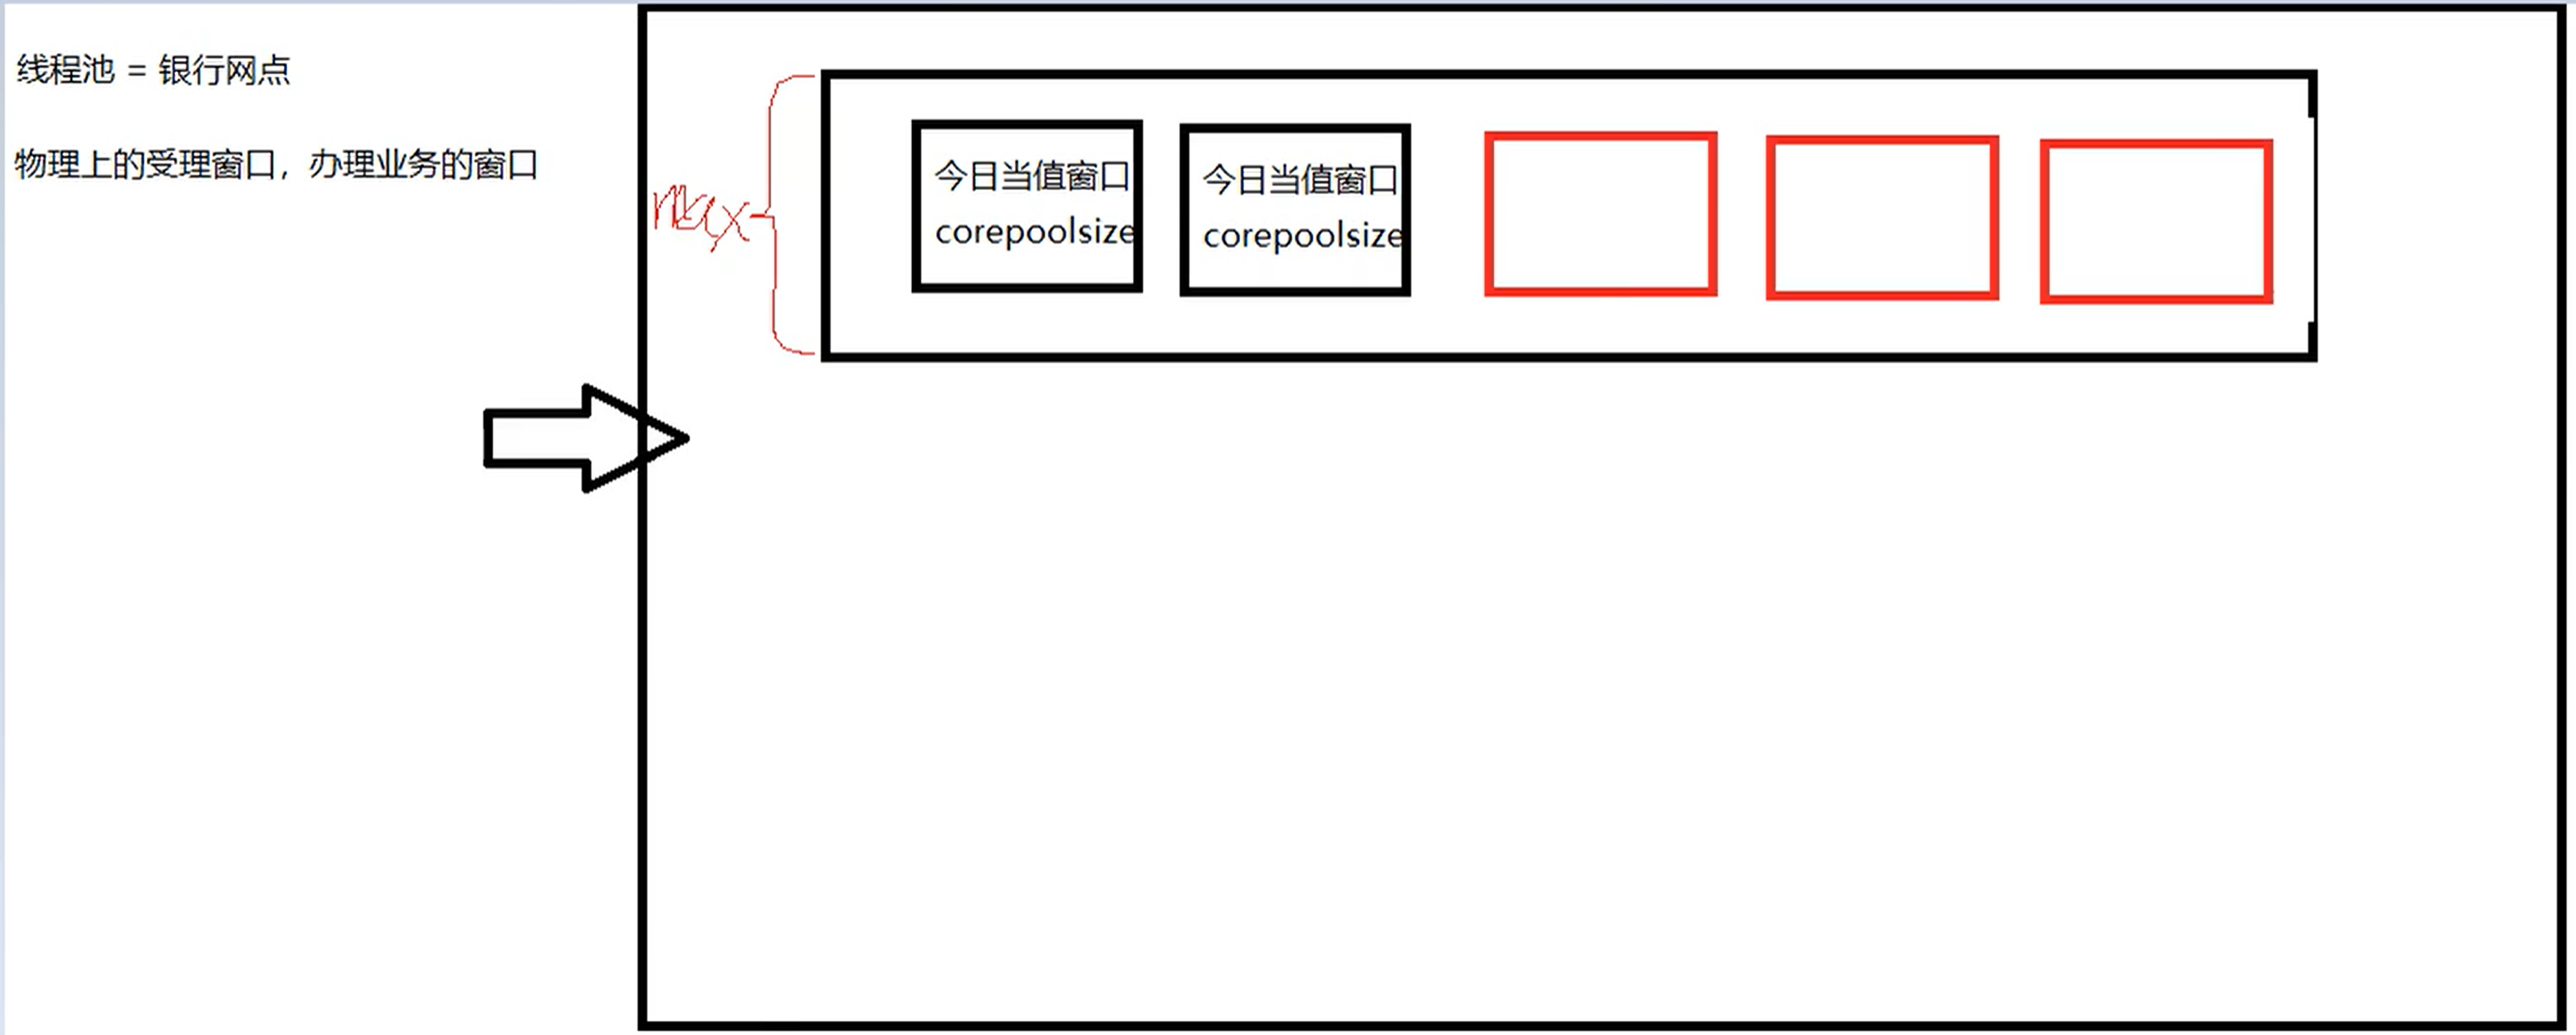 线程池 = 银行网点
物理上的受理窗口，办理业务的窗口
max
今日当值窗口
corepoolsize
今日当值窗口
corepoolsize